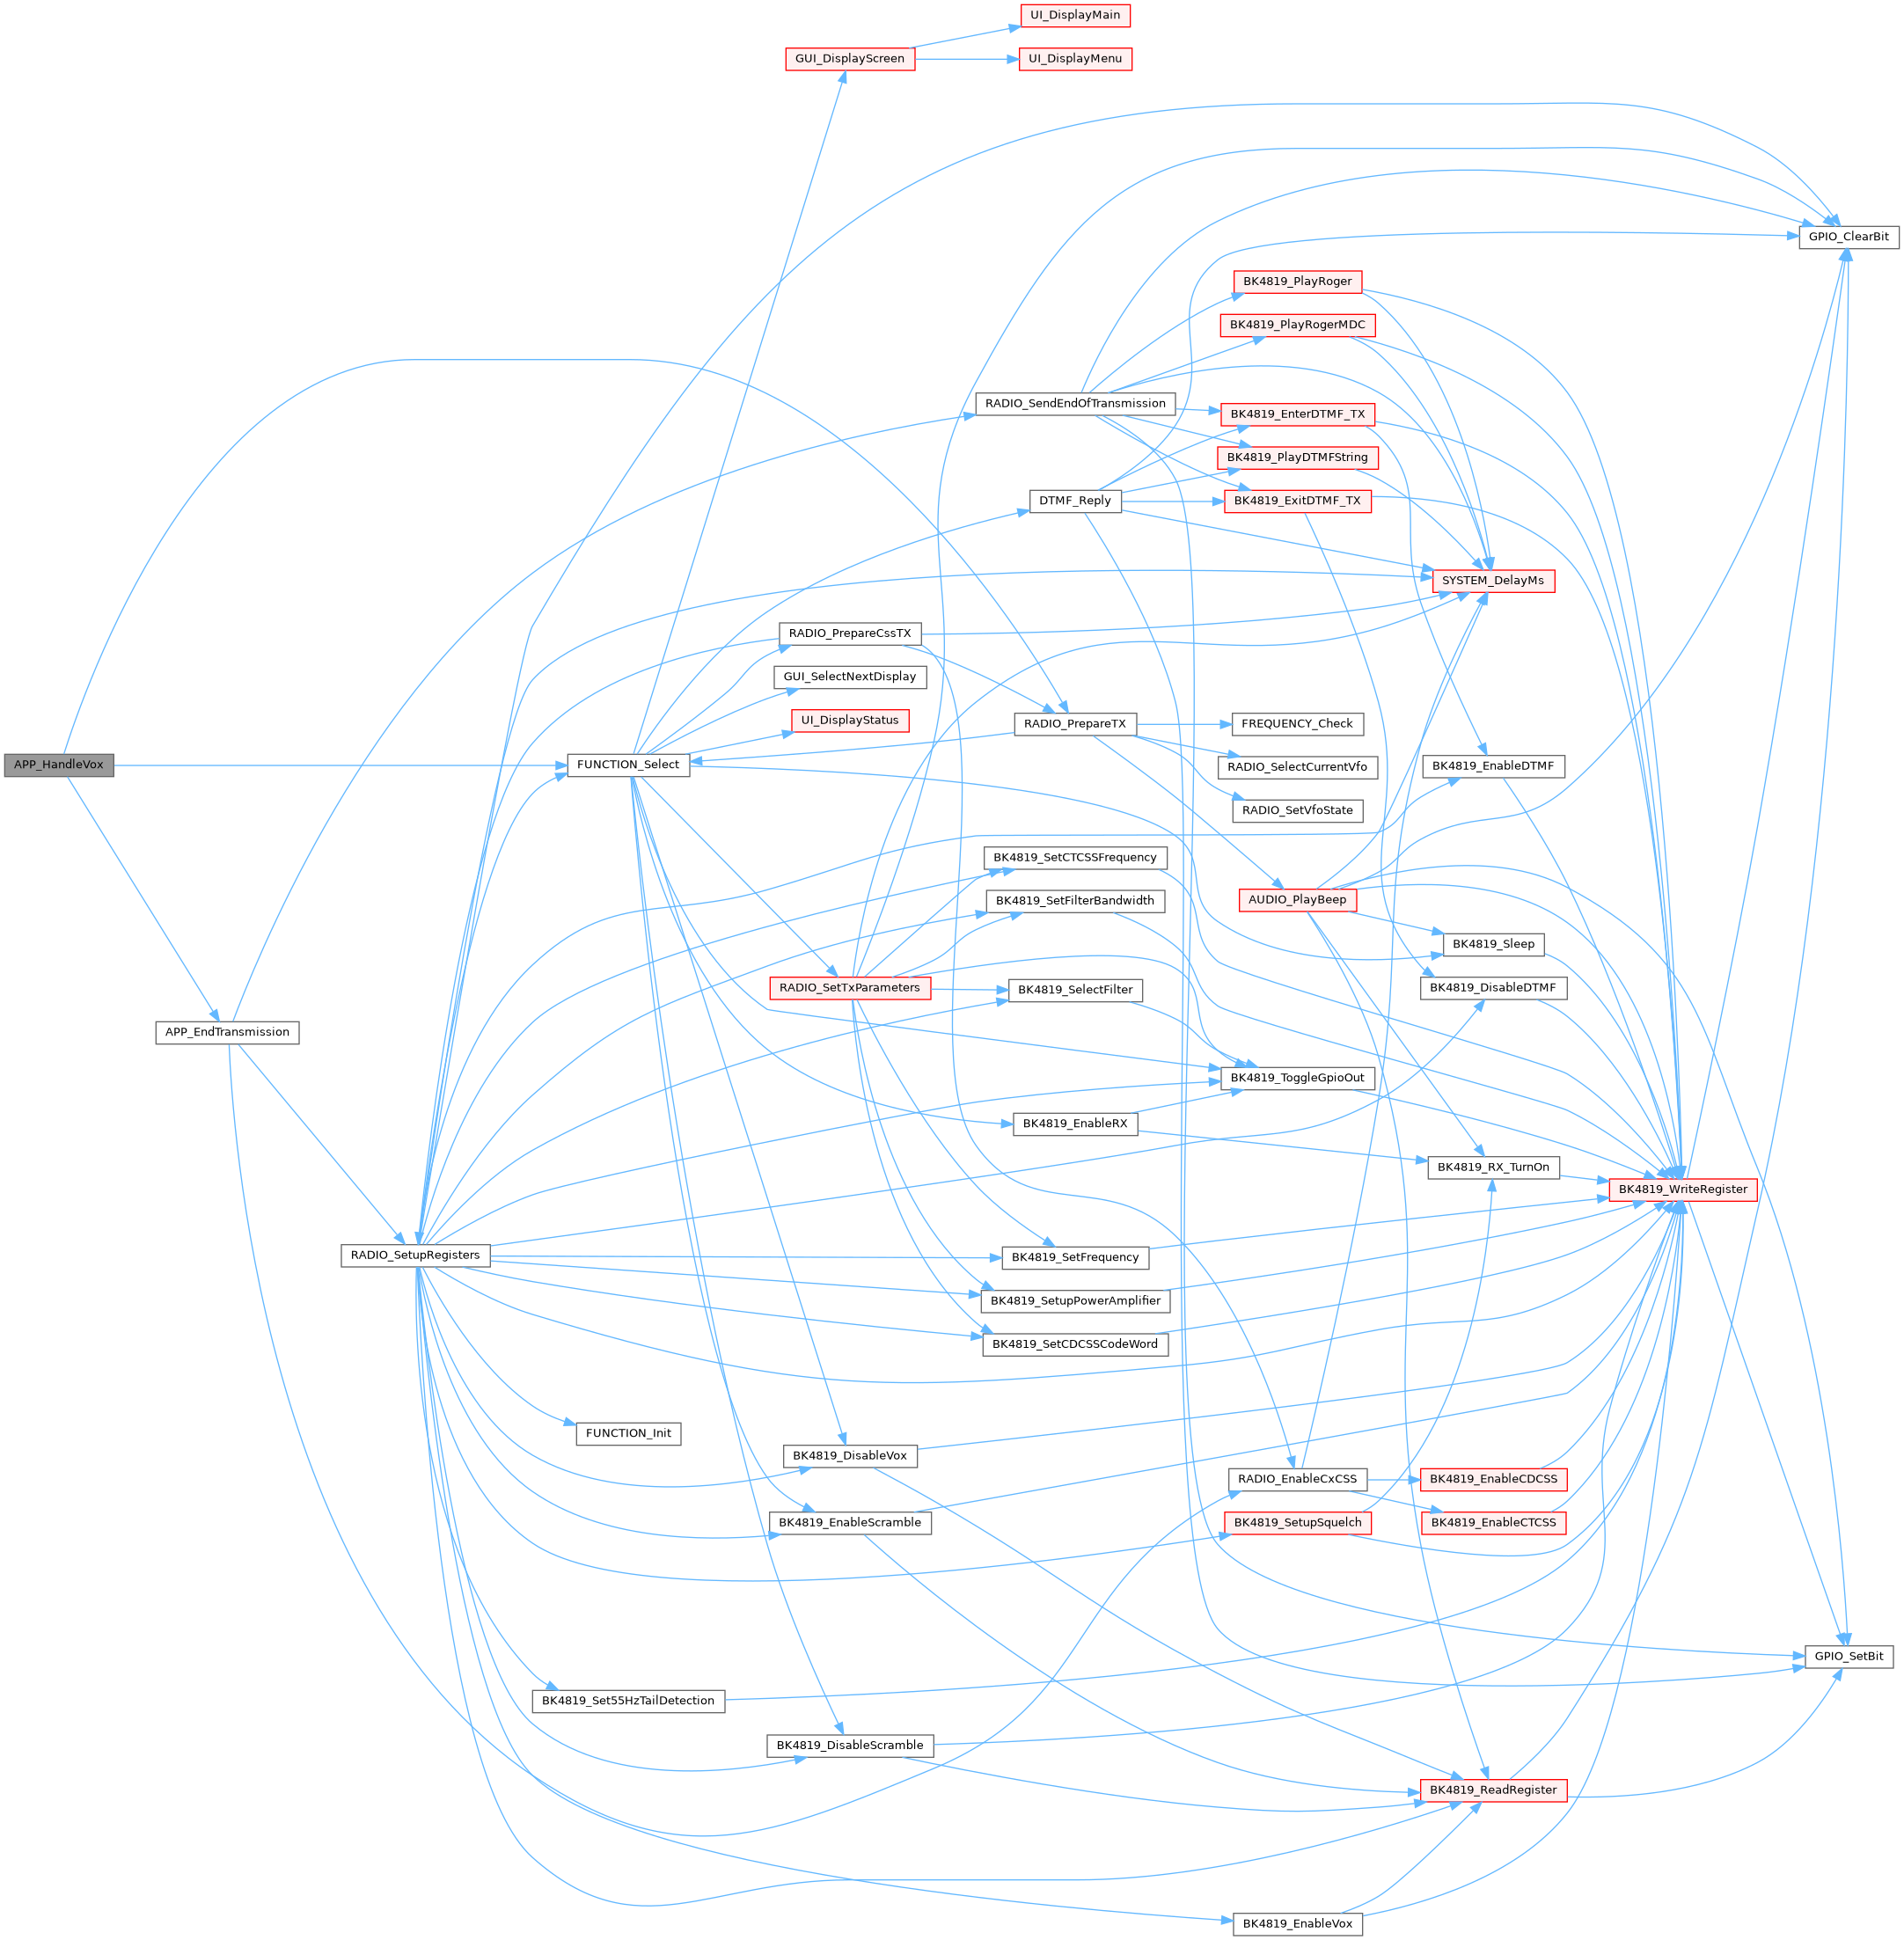 UI_DisplayMain
GUI_DisplayScreen
UI_DisplayMenu
GPIO_ClearBit
BK4819_PlayRoger
BK4819_PlayRogerMDC
RADIO_SendEndOfTransmission
BK4819_EnterDTMF_TX
BK4819_PlayDTMFString
DTMF_Reply
BK4819_ExitDTMF_TX
SYSTEM_DelayMs
RADIO_PrepareCssTX
GUI_SelectNextDisplay
UI_DisplayStatus
RADIO_PrepareTX
FREQUENCY_Check
APP_HandleVox
FUNCTION_Select
RADIO_SelectCurrentVfo
BK4819_EnableDTMF
RADIO_SetVfoState
BK4819_SetCTCSSFrequency
BK4819_SetFilterBandwidth
AUDIO_PlayBeep
BK4819_Sleep
RADIO_SetTxParameters
BK4819_SelectFilter
BK4819_DisableDTMF
APP_EndTransmission
BK4819_ToggleGpioOut
BK4819_EnableRX
BK4819_RX_TurnOn
BK4819_WriteRegister
RADIO_SetupRegisters
BK4819_SetFrequency
BK4819_SetupPowerAmplifier
BK4819_SetCDCSSCodeWord
FUNCTION_Init
BK4819_DisableVox
RADIO_EnableCxCSS
BK4819_EnableCDCSS
BK4819_EnableScramble
BK4819_SetupSquelch
BK4819_EnableCTCSS
GPIO_SetBit
BK4819_Set55HzTailDetection
BK4819_DisableScramble
BK4819_ReadRegister
BK4819_EnableVox